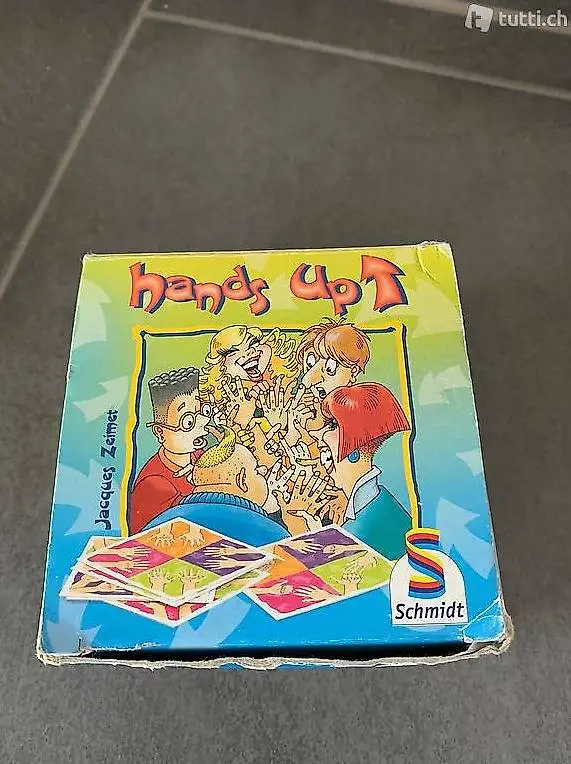 tutti.ch
hands up
Jacques Zeimet
Schmidt